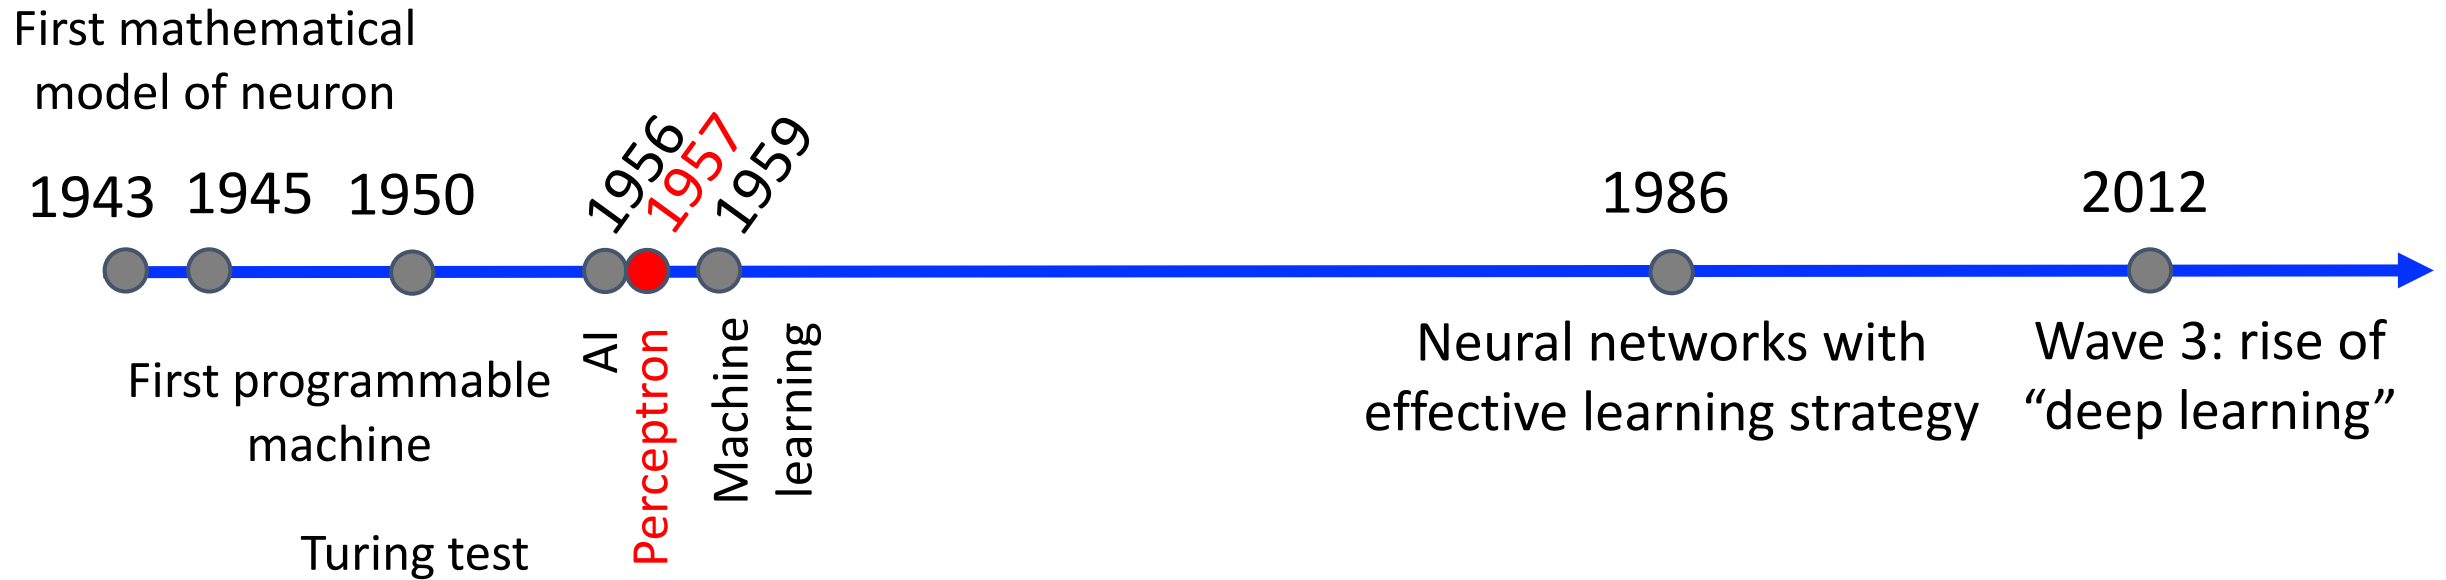 First mathematical
model of neuron
1943
1945
1950
1956
1957
1959
1986
2012
First programmable
machine
Turing test
AI
Perceptron
Machine
learning
Neural networks with
effective learning strategy
Wave 3: rise of
“deep learning”